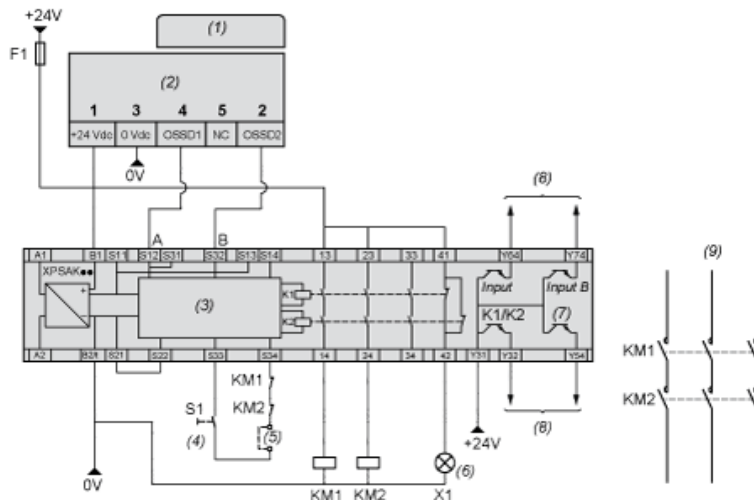 +24V
(1)
F1
(2)
1 3 4 5 2
+24 Vdc 0 Vdc OSSD1 NC OSSD2
0V
(8)
A B
A1 B1 S11 S12 S31 S32 S13 S14 13 23 33 41 Y64 Y74
(9)
XPSAK
+
-
(3)
K1
K2
Input Input B
K1/K2 (7)
A2 S21 S22 S33 S34 14 24 34 42 Y31 Y32 Y54
KM1
KM2
KM1
KM2
S1
(4)
(5)
(8)
+24V
(6)
0V
KM1 KM2 X1